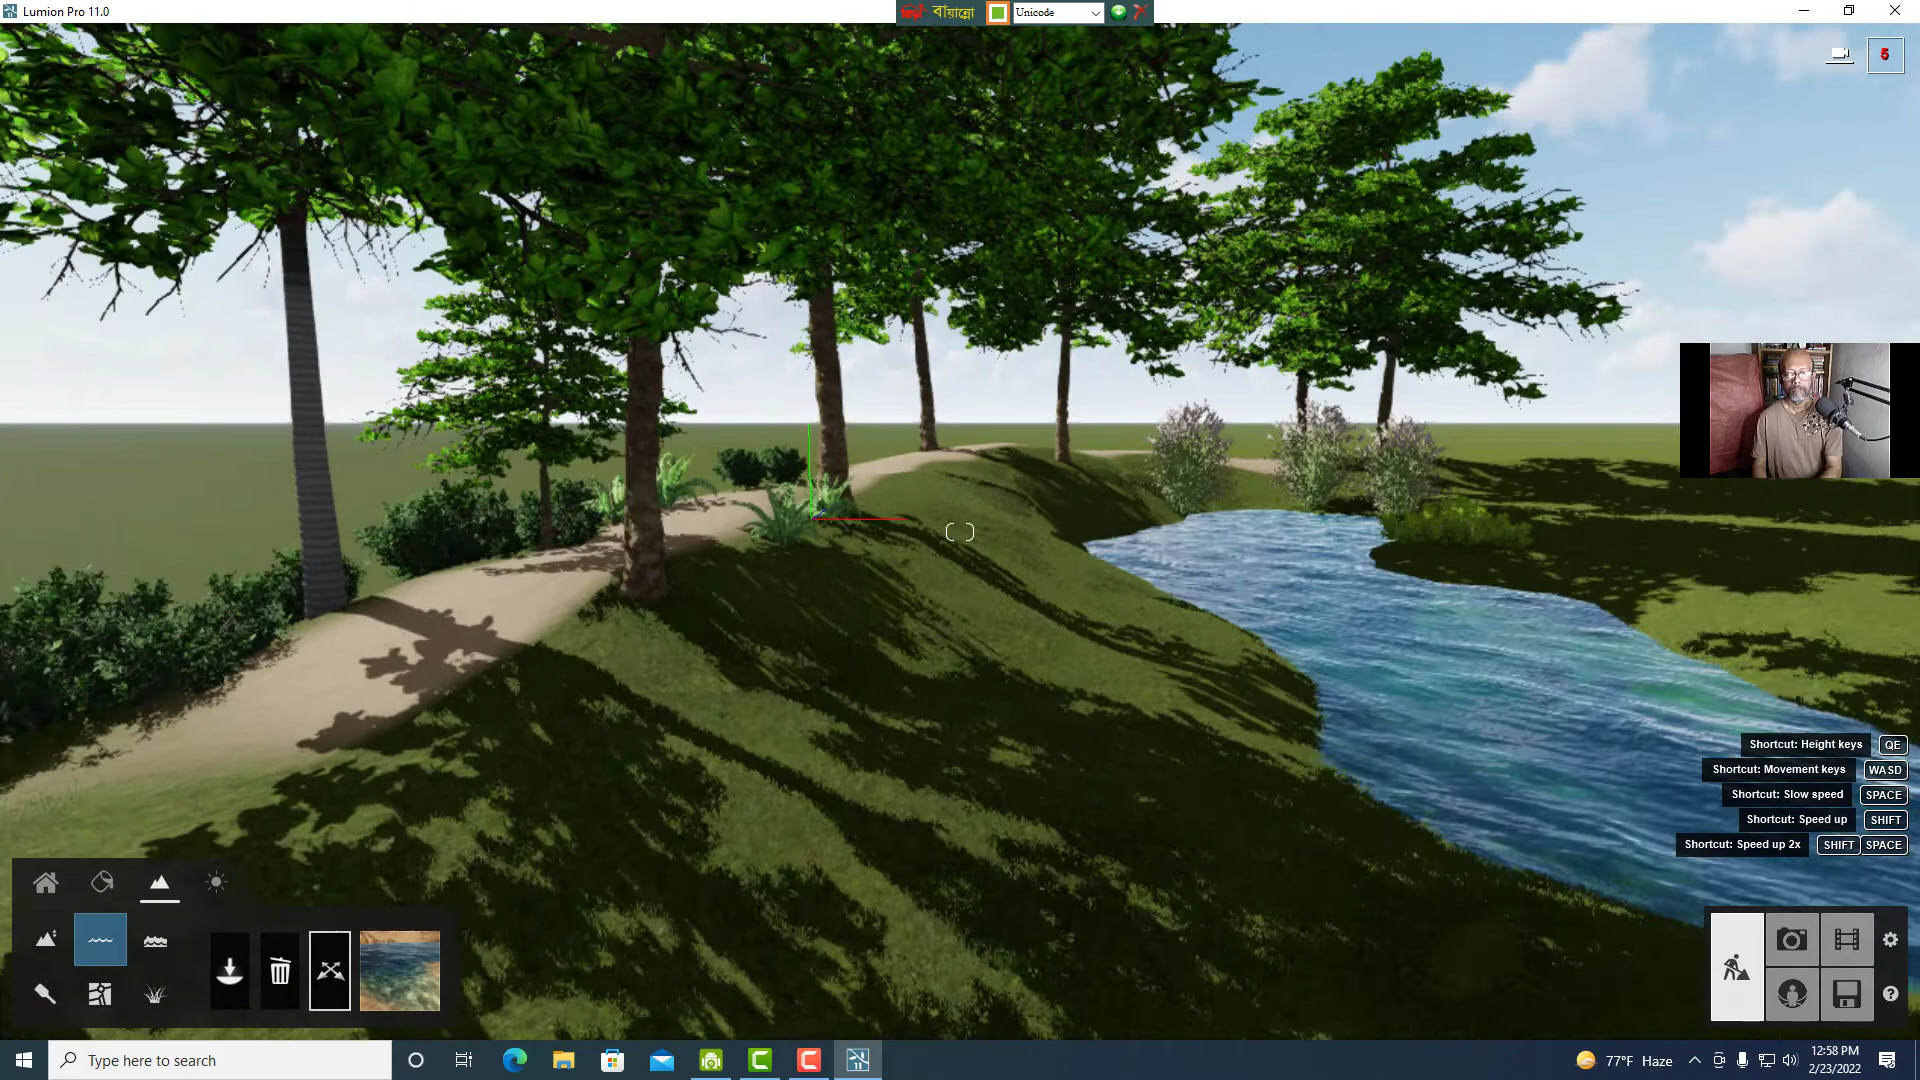 Lumion Pro 11.0
বায়ান্নো
Unicode
5
Shortcut: Height keys QE
Shortcut: Movement keys WASD
Shortcut: Slow speed SPACE
Shortcut: Speed up SHIFT
Shortcut: Speed up 2x SHIFT SPACE
Type here to search
77°F Haze
12:58 PM
2/23/2022